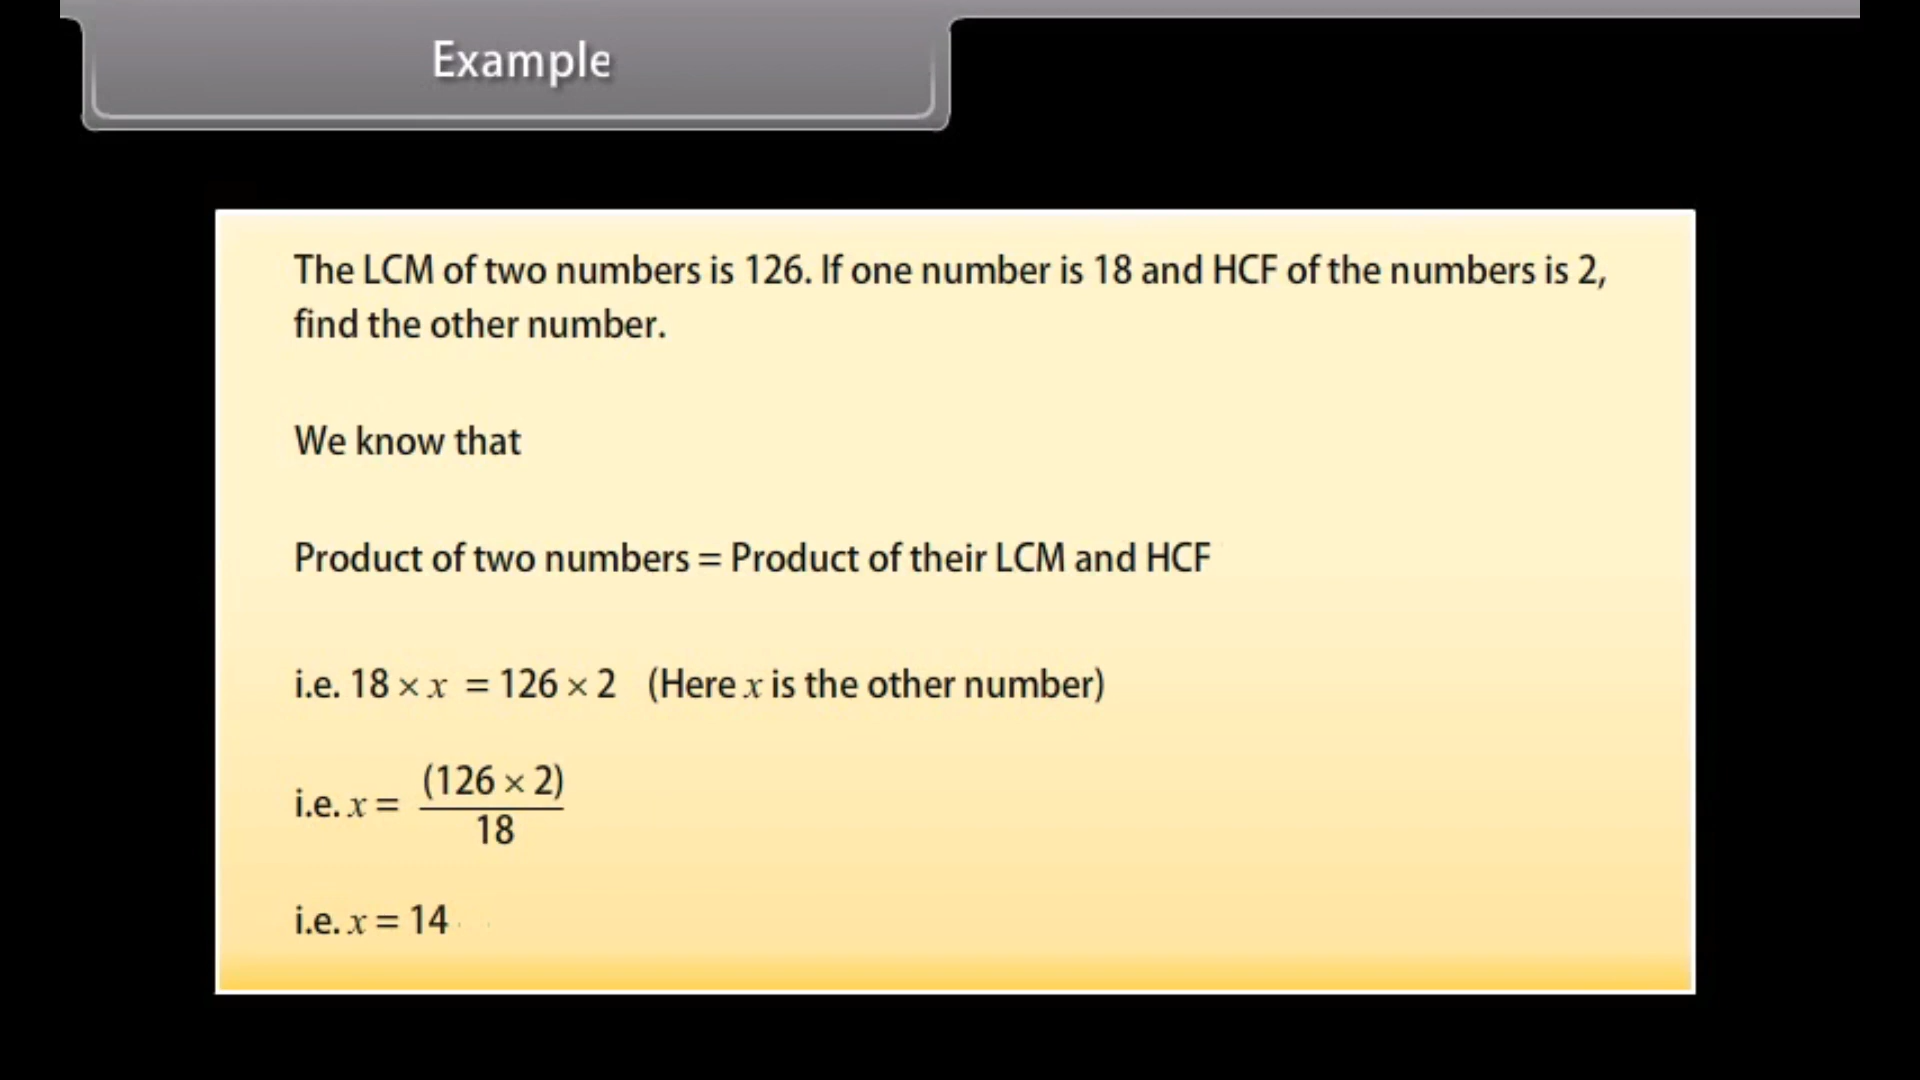 Example
The LCM of two numbers is 126. If one number is 18 and HCF of the numbers is 2,
find the other number.
We know that
Product of two numbers = Product of their LCM and HCF
i.e. 18 × x = 126 × 2 (Here x is the other number)
i.e. x = (126 × 2)
18
i.e. x = 14